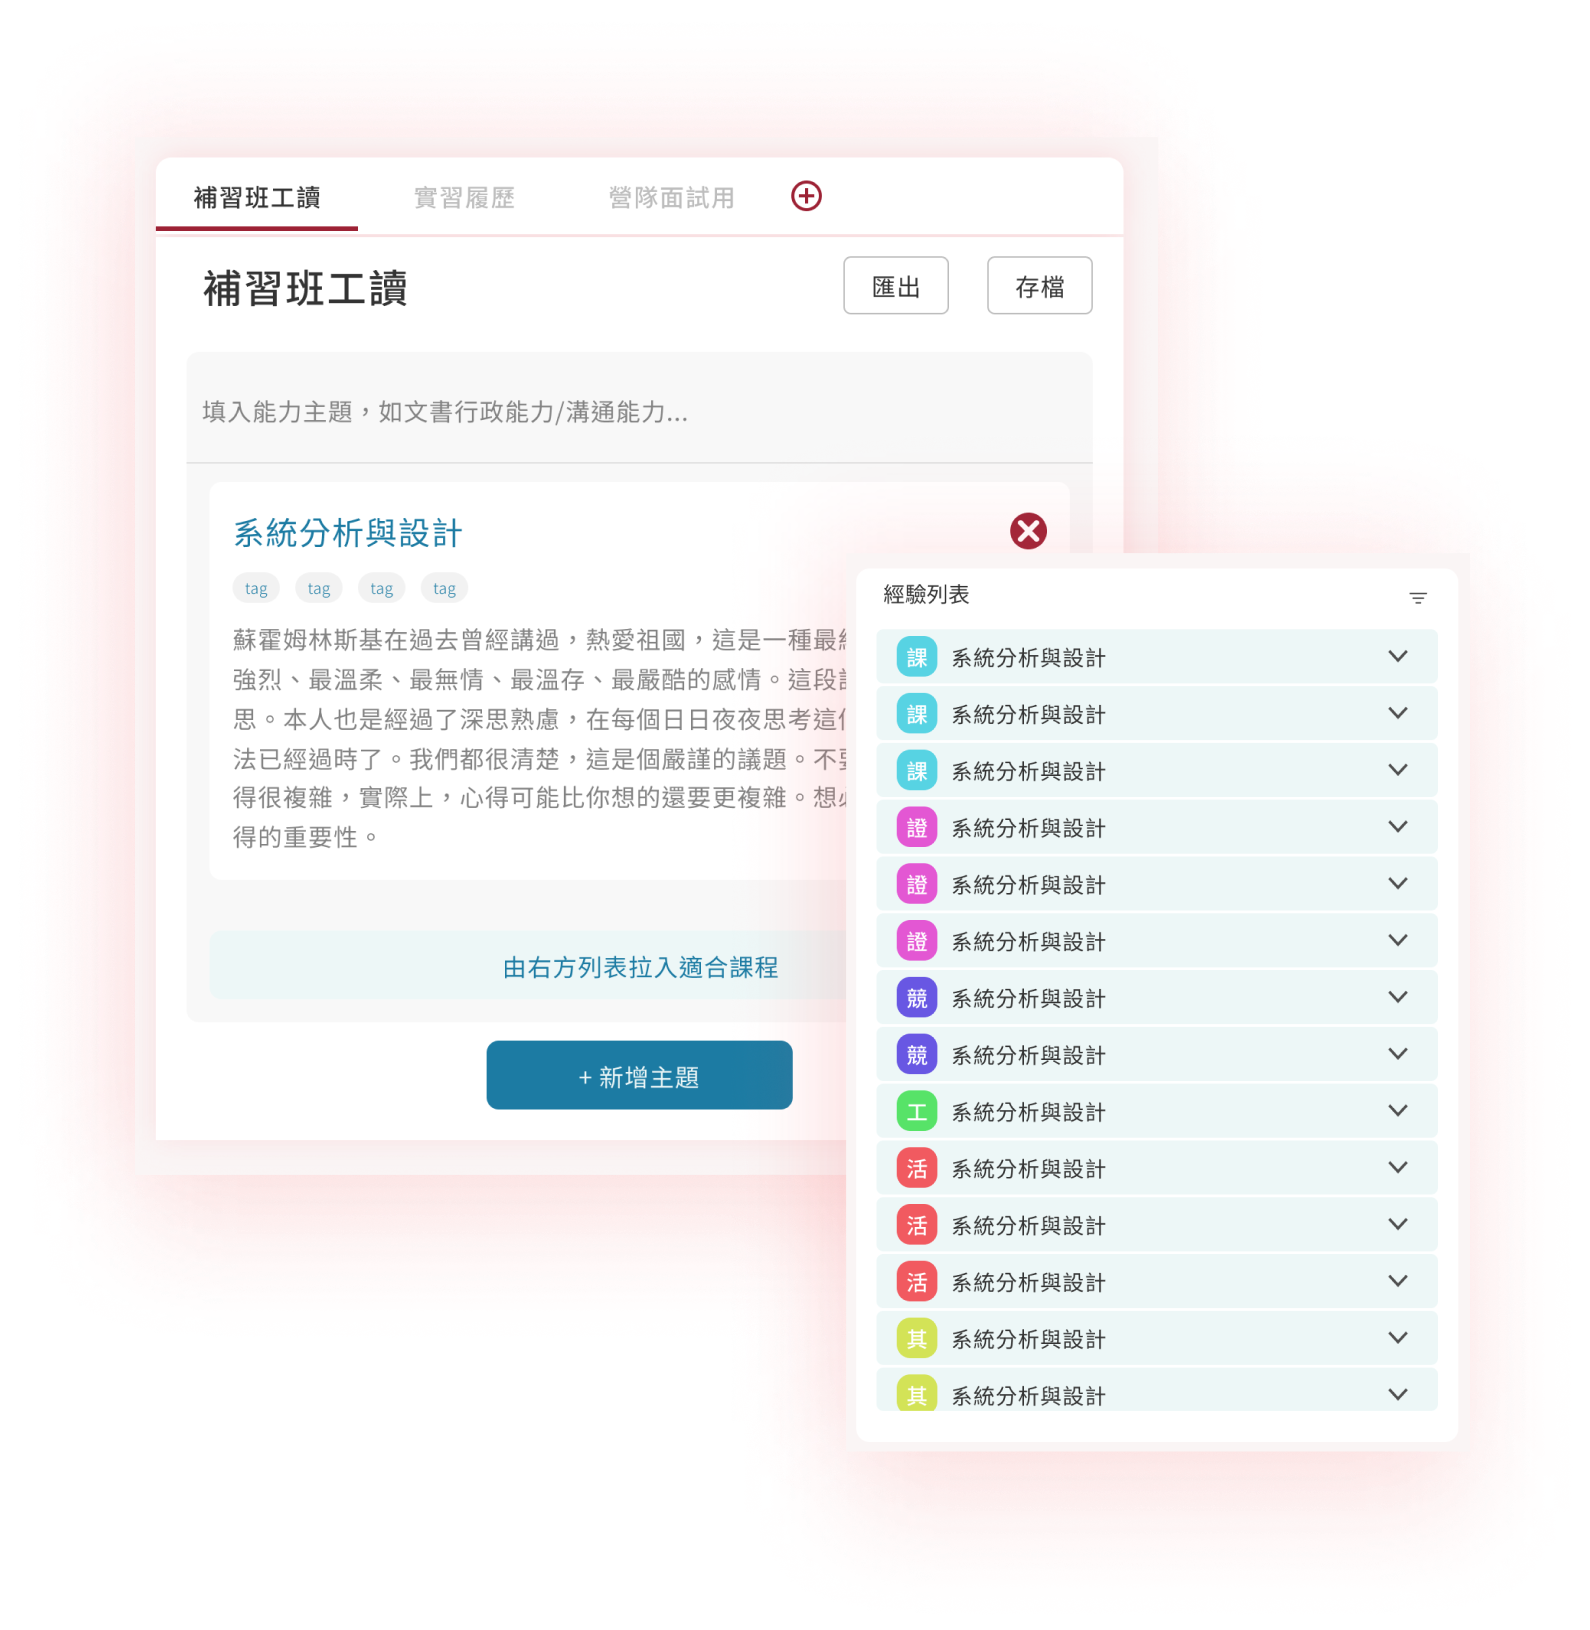 補習班工讀 實習履歷 營隊面試用
補習班工讀 匯出 存檔
填入能力主題，如文書行政能力/溝通能力...
系統分析與設計
tag tag tag tag
蘇霍姆林斯基在過去曾經講過，熱愛祖國，這是一種最
強烈、最溫柔、最無情、最溫存、最嚴酷的感情。這段
思。本人也是經過了深思熟慮，在每個日日夜夜思考這
法已經過時了。我們都很清楚，這是個嚴謹的議題。不
得很複雜，實際上，心得可能比你想的還要更複雜。想
得的重要性。
由右方列表拉入適合課程
+ 新增主題
經驗列表
課 系統分析與設計
課 系統分析與設計
課 系統分析與設計
證 系統分析與設計
證 系統分析與設計
證 系統分析與設計
競 系統分析與設計
競 系統分析與設計
工 系統分析與設計
活 系統分析與設計
活 系統分析與設計
活 系統分析與設計
其 系統分析與設計
其 系統分析與設計